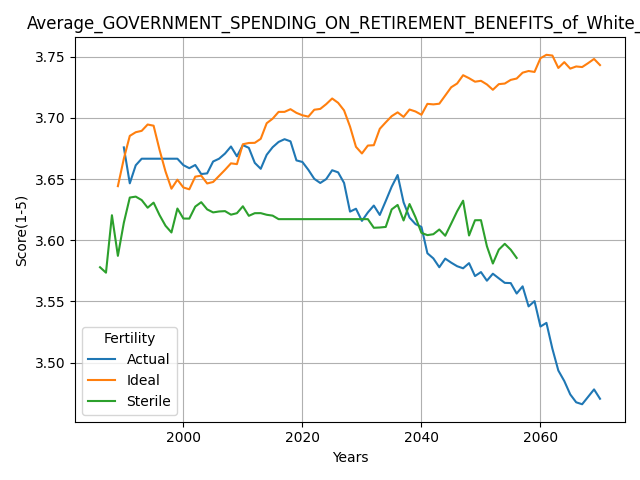 Average_GOVERNMENT_SPENDING_ON_RETIREMENT_BENEFITS_of_White_
3.75
3.70
3.65
3.60
3.55
3.50
Score(1-5)
Fertility
Actual
Ideal
Sterile
2000
2020
2040
2060
Years